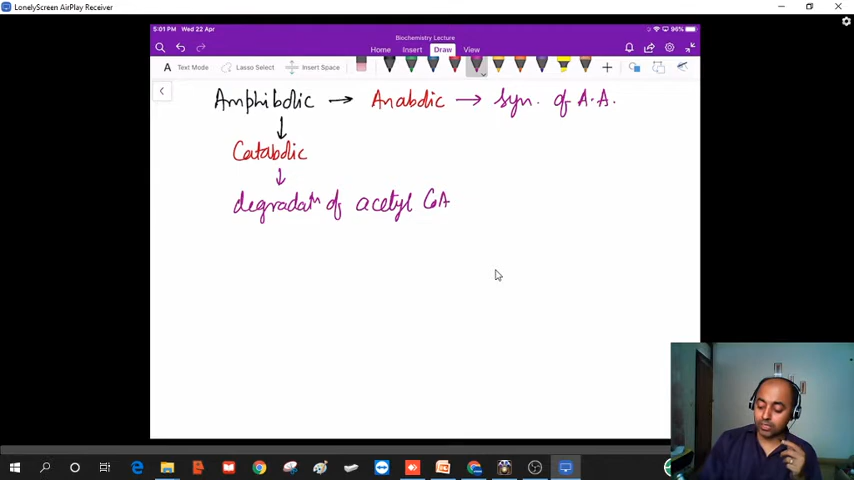 LonelyScreen AirPlay Receiver
5:01 PM Wed 22 Apr
96%
Biochemistry Lecture
Home Insert Draw View
Text Mode Lasso Select Insert Space
Amphibolic → Anabolic → Syn. of A.A.
↓
Catabolic
↓
degradatn of acetyl CoA